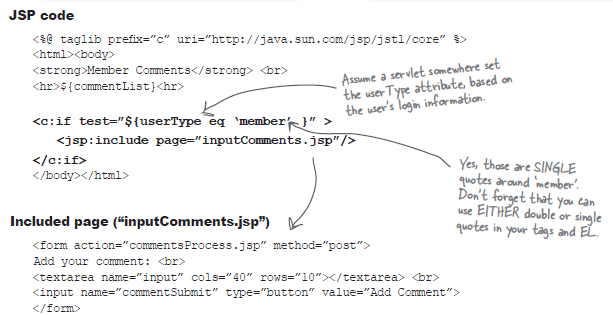 JSP code
<%@ taglib prefix=”c” uri=”http://java.sun.com/jsp/jstl/core” %>
<html><body>
<strong>Member Comments</strong> <br>
<hr>${commentList}<hr>
Assume a servlet somewhere set
the userType attribute, based on
the user's login information.
<c:if test=”${userType eq ‘member’ }” >
<jsp:include page=”inputComments.jsp”/>
</c:if>
</body></html>
Yes, those are SINGLE
quotes around 'member'.
Don't forget that you can
use EITHER double or single
quotes in your tags and EL.
Included page (“inputComments.jsp”)
<form action=”commentsProcess.jsp” method=”post”>
Add your comment: <br>
<textarea name=”input” cols=”40” rows=”10”></textarea> <br>
<input name=”commentSubmit” type=”button” value=”Add Comment”>
</form>